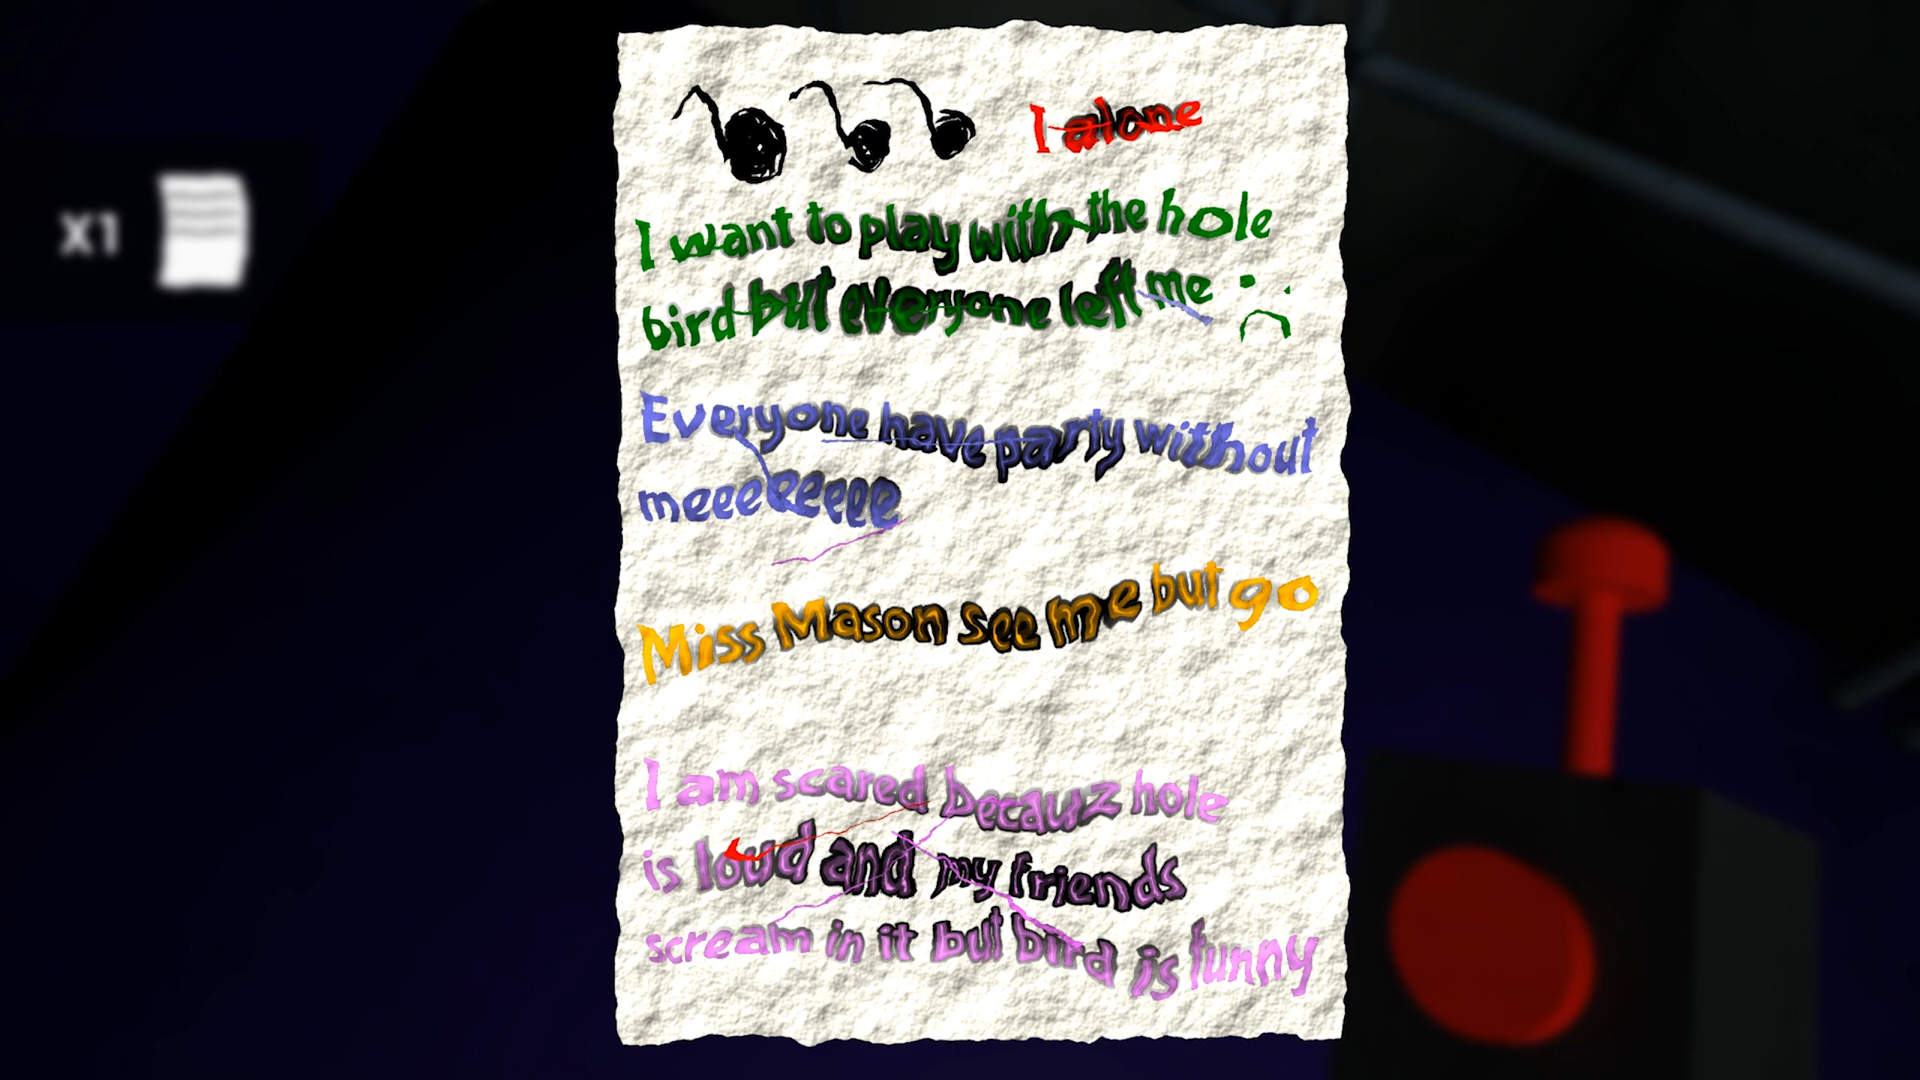 X1
I alone
I want to play with the hole
bird but everyone left me
Everyone have party without
meeeeeeee
Miss Mason see me but go
I am scared becauz hole
is loud and my friends
scream in it but bird is funny